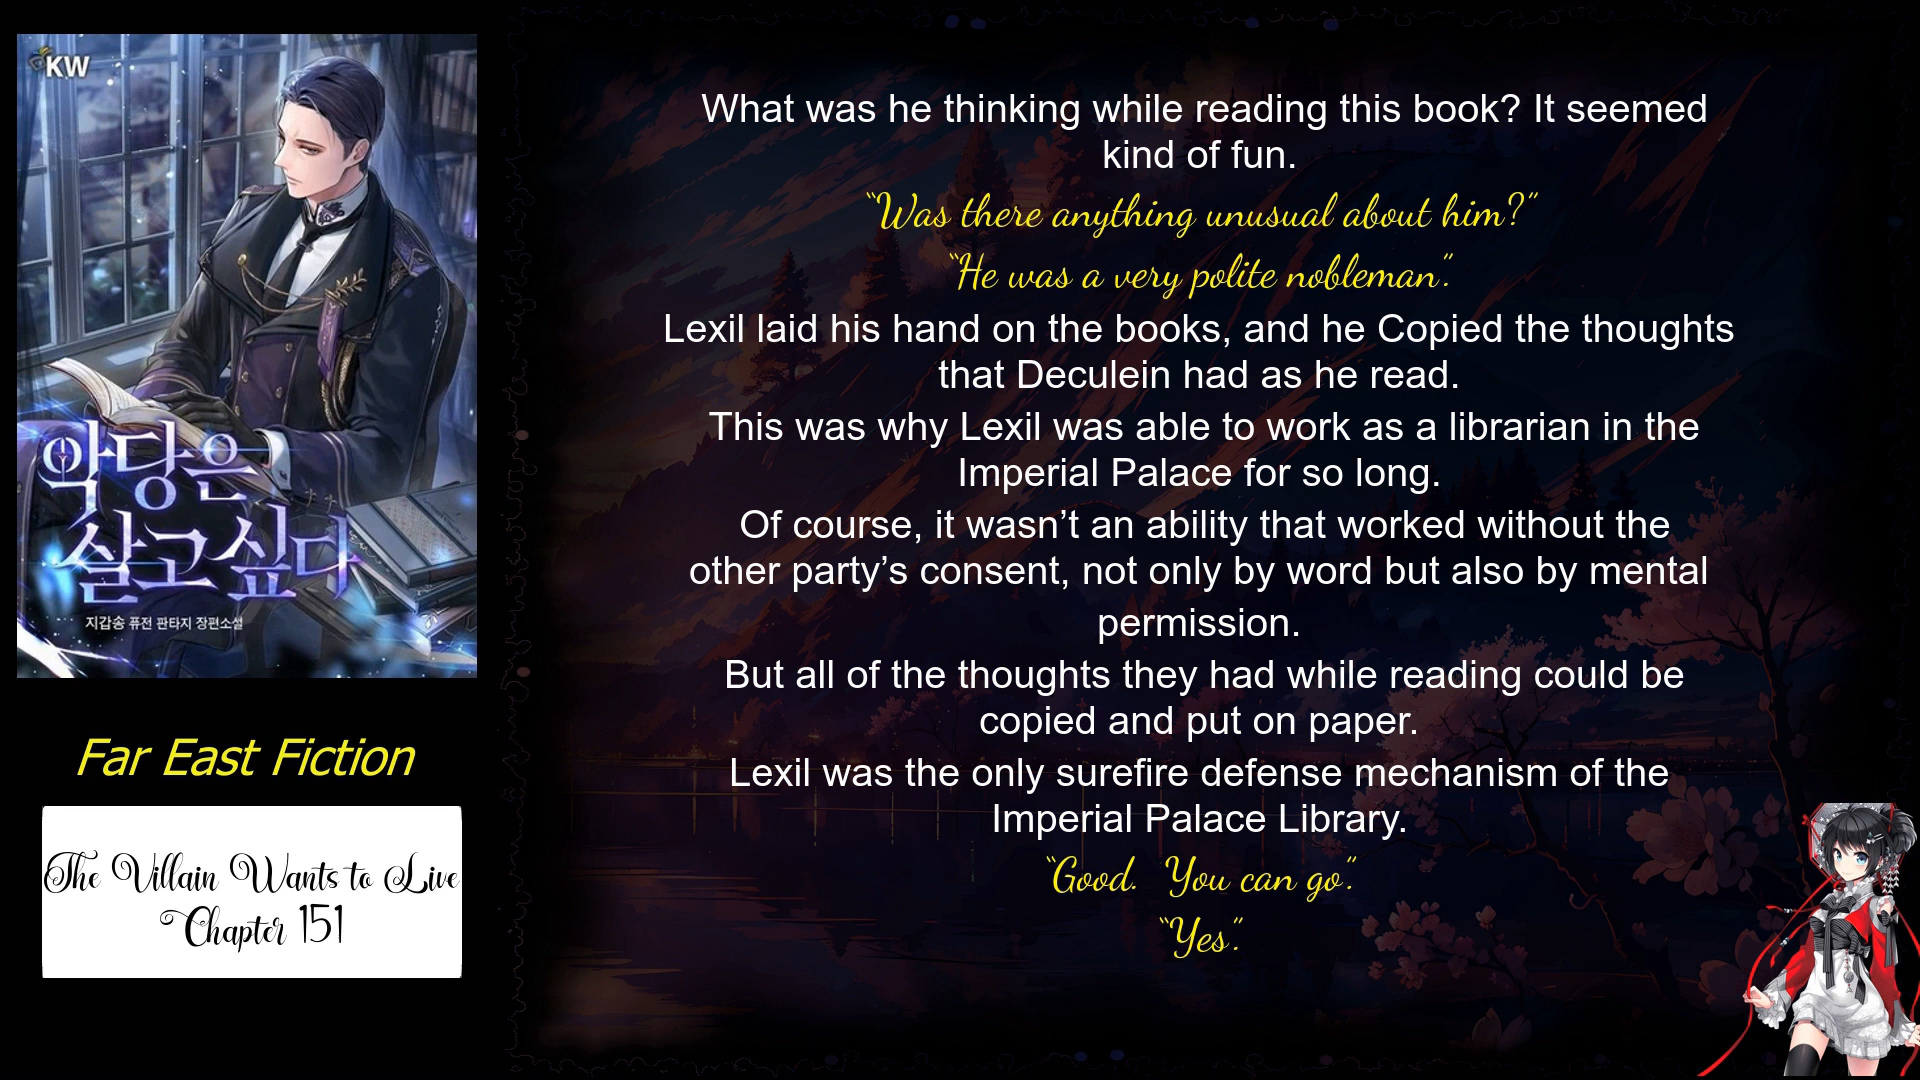 KW
악당은
살고싶다
지갑송 퓨전 판타지 장편소설
Far East Fiction
The Villain Wants to Live
Chapter 151
What was he thinking while reading this book? It seemed
kind of fun.
“Was there anything unusual about him?”
“He was a very polite nobleman”.
Lexil laid his hand on the books, and he Copied the thoughts
that Deculein had as he read.
This was why Lexil was able to work as a librarian in the
Imperial Palace for so long.
Of course, it wasn’t an ability that worked without the
other party’s consent, not only by word but also by mental
permission.
But all of the thoughts they had while reading could be
copied and put on paper.
Lexil was the only surefire defense mechanism of the
Imperial Palace Library.
“Good. You can go”.
“Yes”.